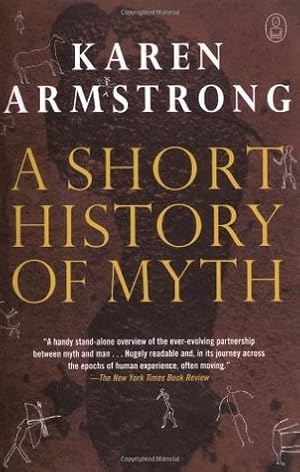 KAREN
ARMSTRONG
A SHORT
HISTORY
OF MYTH
"A handy stand-alone overview of the ever-evolving partnership
between myth and man . . . Hugely readable and, in its journey across
the epochs of human experience, often moving."
—The New York Times Book Review